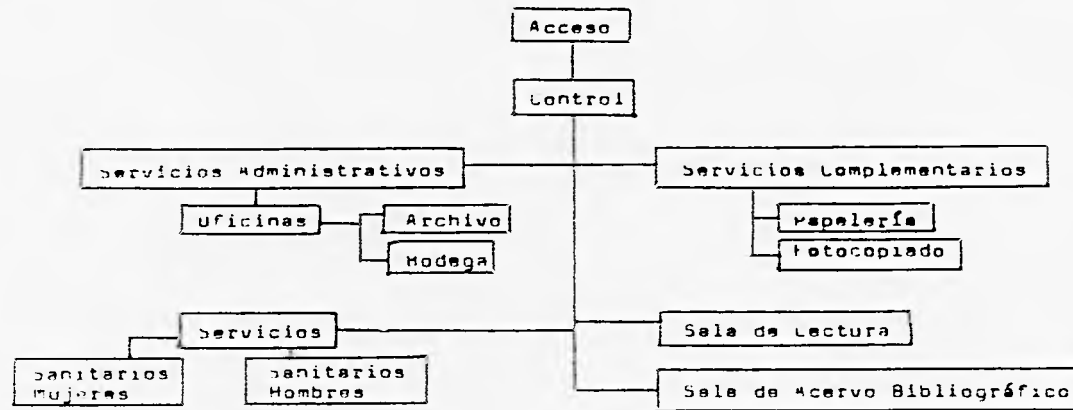 Acceso
Control
Servicios Administrativos
Servicios Complementarios
Oficinas
Archivo
Bodega
Papelería
Fotocopiado
Servicios
Sala de Lectura
Sanitarios
Mujeres
Sanitarios
Hombres
Sala de Acervo Bibliográfico